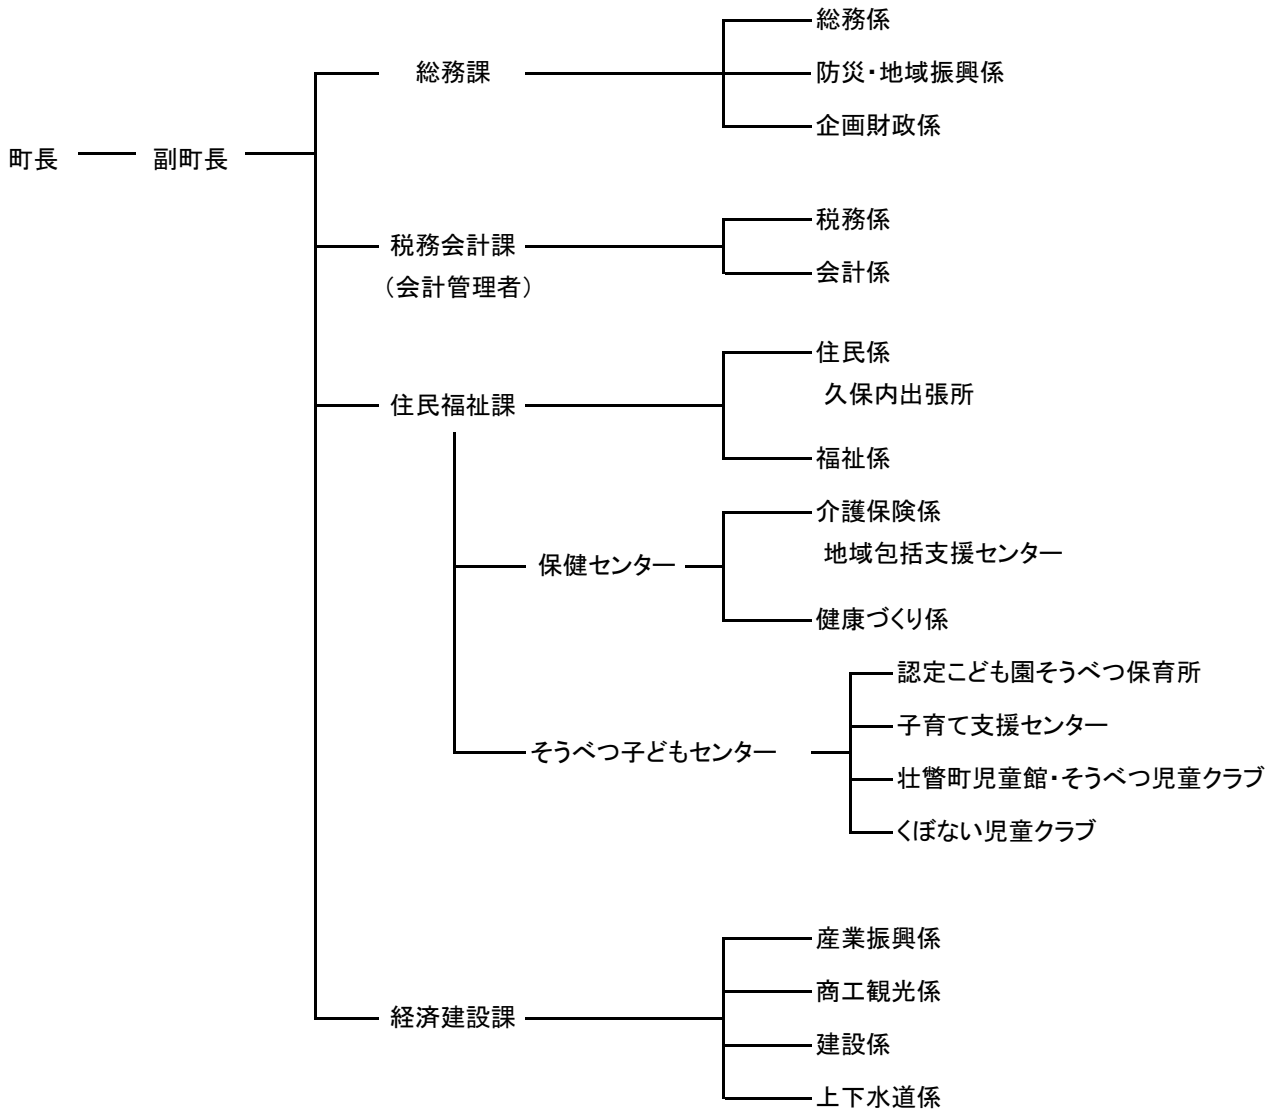 町長
副町長
総務課
総務係
防災・地域振興係
企画財政係
税務会計課
（会計管理者）
税務係
会計係
住民福祉課
住民係
久保内出張所
福祉係
保健センター
介護保険係
地域包括支援センター
健康づくり係
そうべつ子どもセンター
認定こども園そうべつ保育所
子育て支援センター
壮瞥町児童館・そうべつ児童クラブ
くぼない児童クラブ
経済建設課
産業振興係
商工観光係
建設係
上下水道係